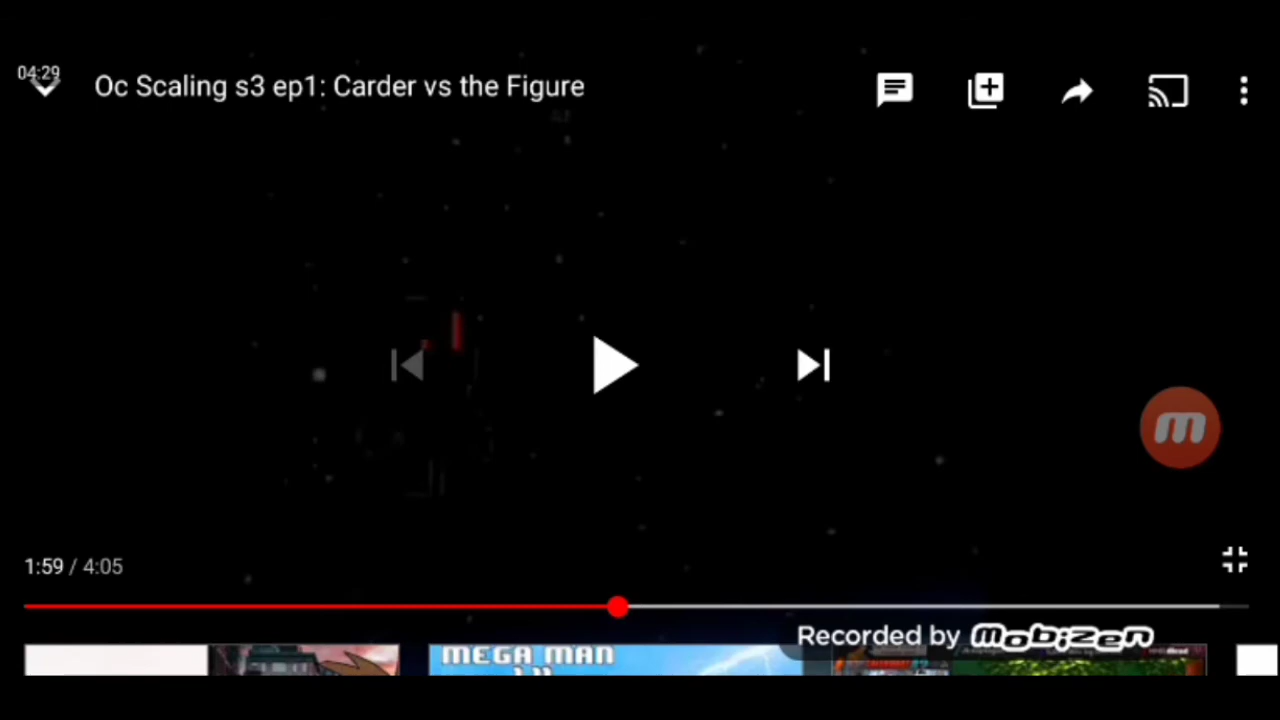 04:29
Oc Scaling s3 ep1: Carder vs the Figure
1:59 / 4:05
Recorded by mobizen
MEGA MAN